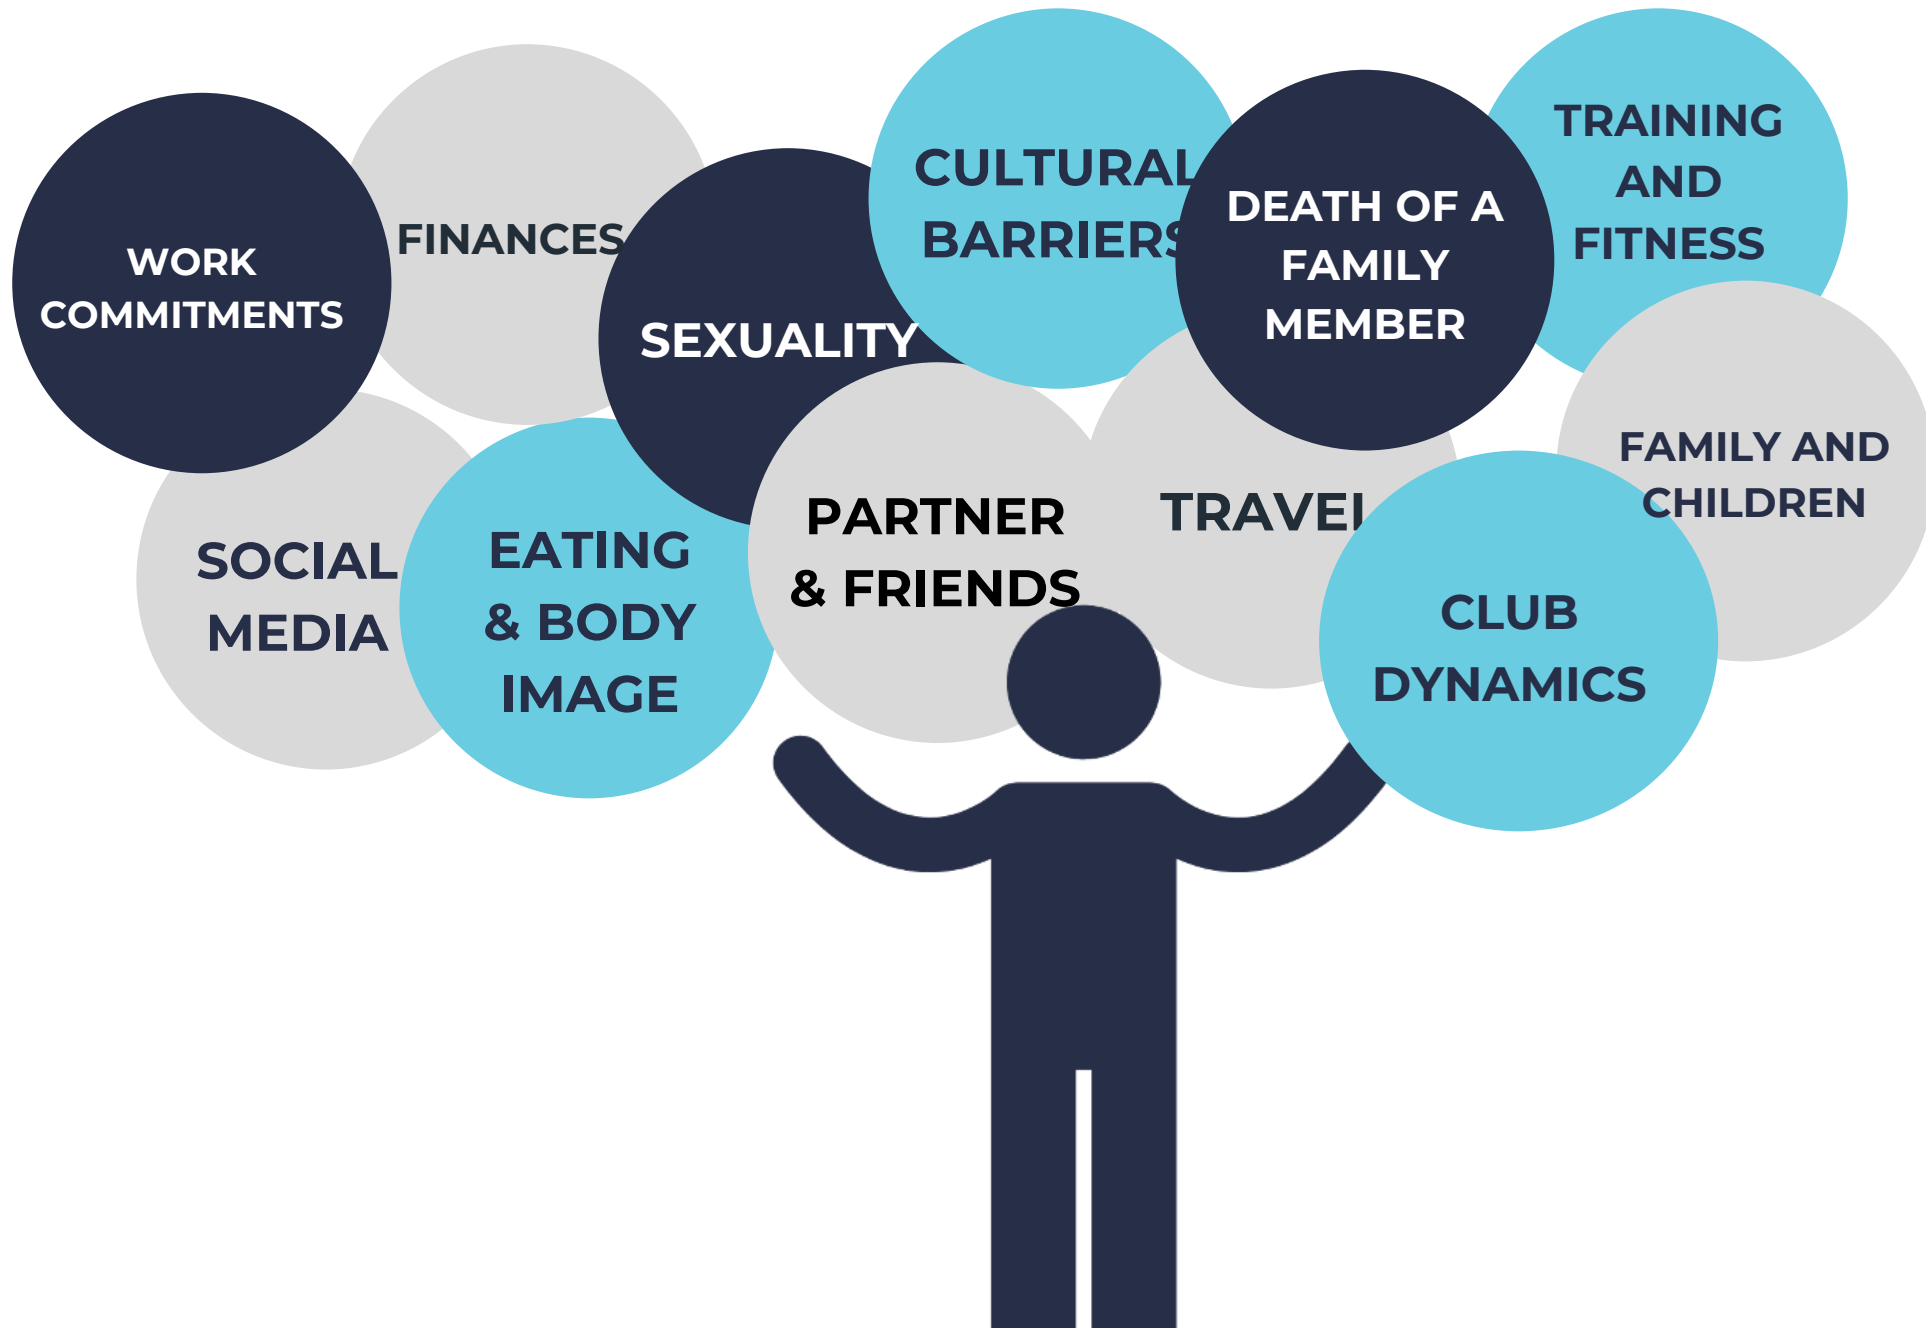 WORK
COMMITMENTS
FINANCES
SEXUALITY
CULTURAL
BARRIERS
DEATH OF A
FAMILY
MEMBER
TRAINING
AND
FITNESS
SOCIAL
MEDIA
EATING
& BODY
IMAGE
PARTNER
& FRIENDS
TRAVEL
CLUB
DYNAMICS
FAMILY AND
CHILDREN